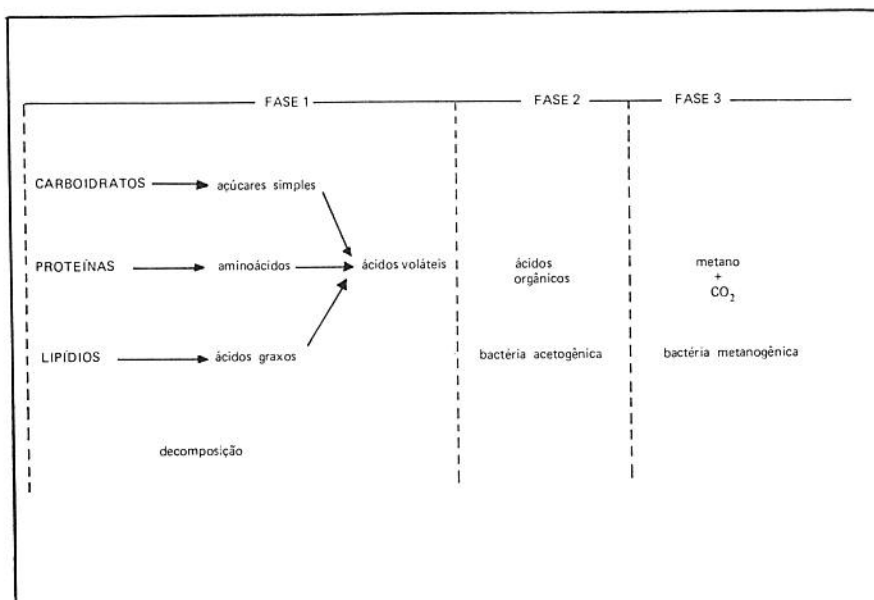 FASE 1 FASE 2 FASE 3
CARBOIDRATOS açúcares simples
PROTEÍNAS aminoácidos ácidos voláteis ácidos metano
orgânicos +
CO₂
LIPÍDIOS ácidos graxos bactéria acetogênica bactéria metanogênica
decomposição